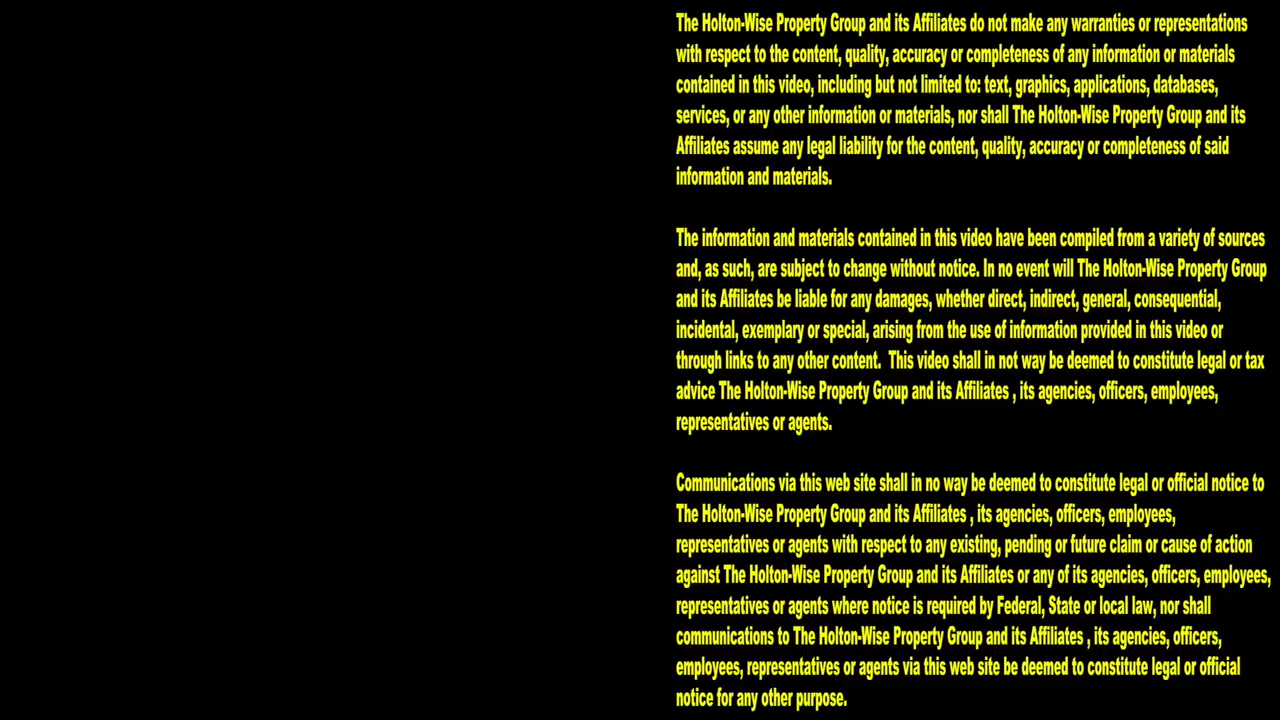 The Holton-Wise Property Group and its Affiliates do not make any warranties or representations
with respect to the content, quality, accuracy or completeness of any information or materials
contained in this video, including but not limited to: text, graphics, applications, databases,
services, or any other information or materials, nor shall The Holton-Wise Property Group and its
Affiliates assume any legal liability for the content, quality, accuracy or completeness of said
information and materials.
The information and materials contained in this video have been compiled from a variety of sources
and, as such, are subject to change without notice. In no event will The Holton-Wise Property Group
and its Affiliates be liable for any damages, whether direct, indirect, general, consequential,
incidental, exemplary or special, arising from the use of information provided in this video or
through links to any other content.  This video shall in not way be deemed to constitute legal or tax
advice The Holton-Wise Property Group and its Affiliates , its agencies, officers, employees,
representatives or agents.
Communications via this web site shall in no way be deemed to constitute legal or official notice to
The Holton-Wise Property Group and its Affiliates , its agencies, officers, employees,
representatives or agents with respect to any existing, pending or future claim or cause of action
against The Holton-Wise Property Group and its Affiliates or any of its agencies, officers, employees,
representatives or agents where notice is required by Federal, State or local law, nor shall
communications to The Holton-Wise Property Group and its Affiliates , its agencies, officers,
employees, representatives or agents via this web site be deemed to constitute legal or official
notice for any other purpose.